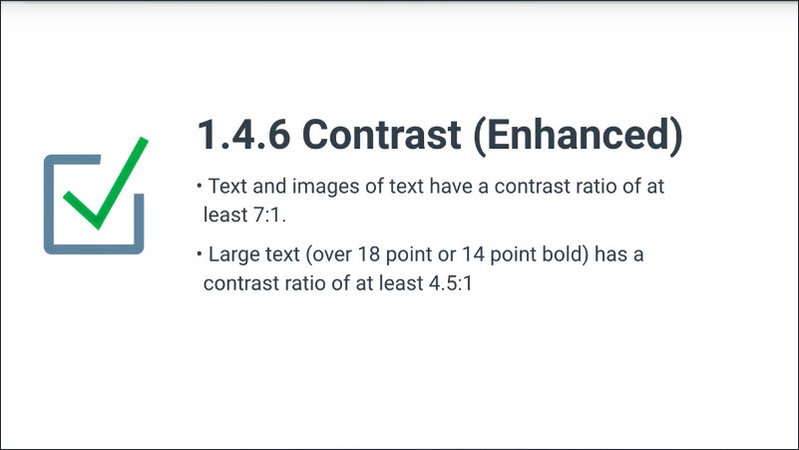 1.4.6 Contrast (Enhanced)
• Text and images of text have a contrast ratio of at
least 7:1.
• Large text (over 18 point or 14 point bold) has a
contrast ratio of at least 4.5:1